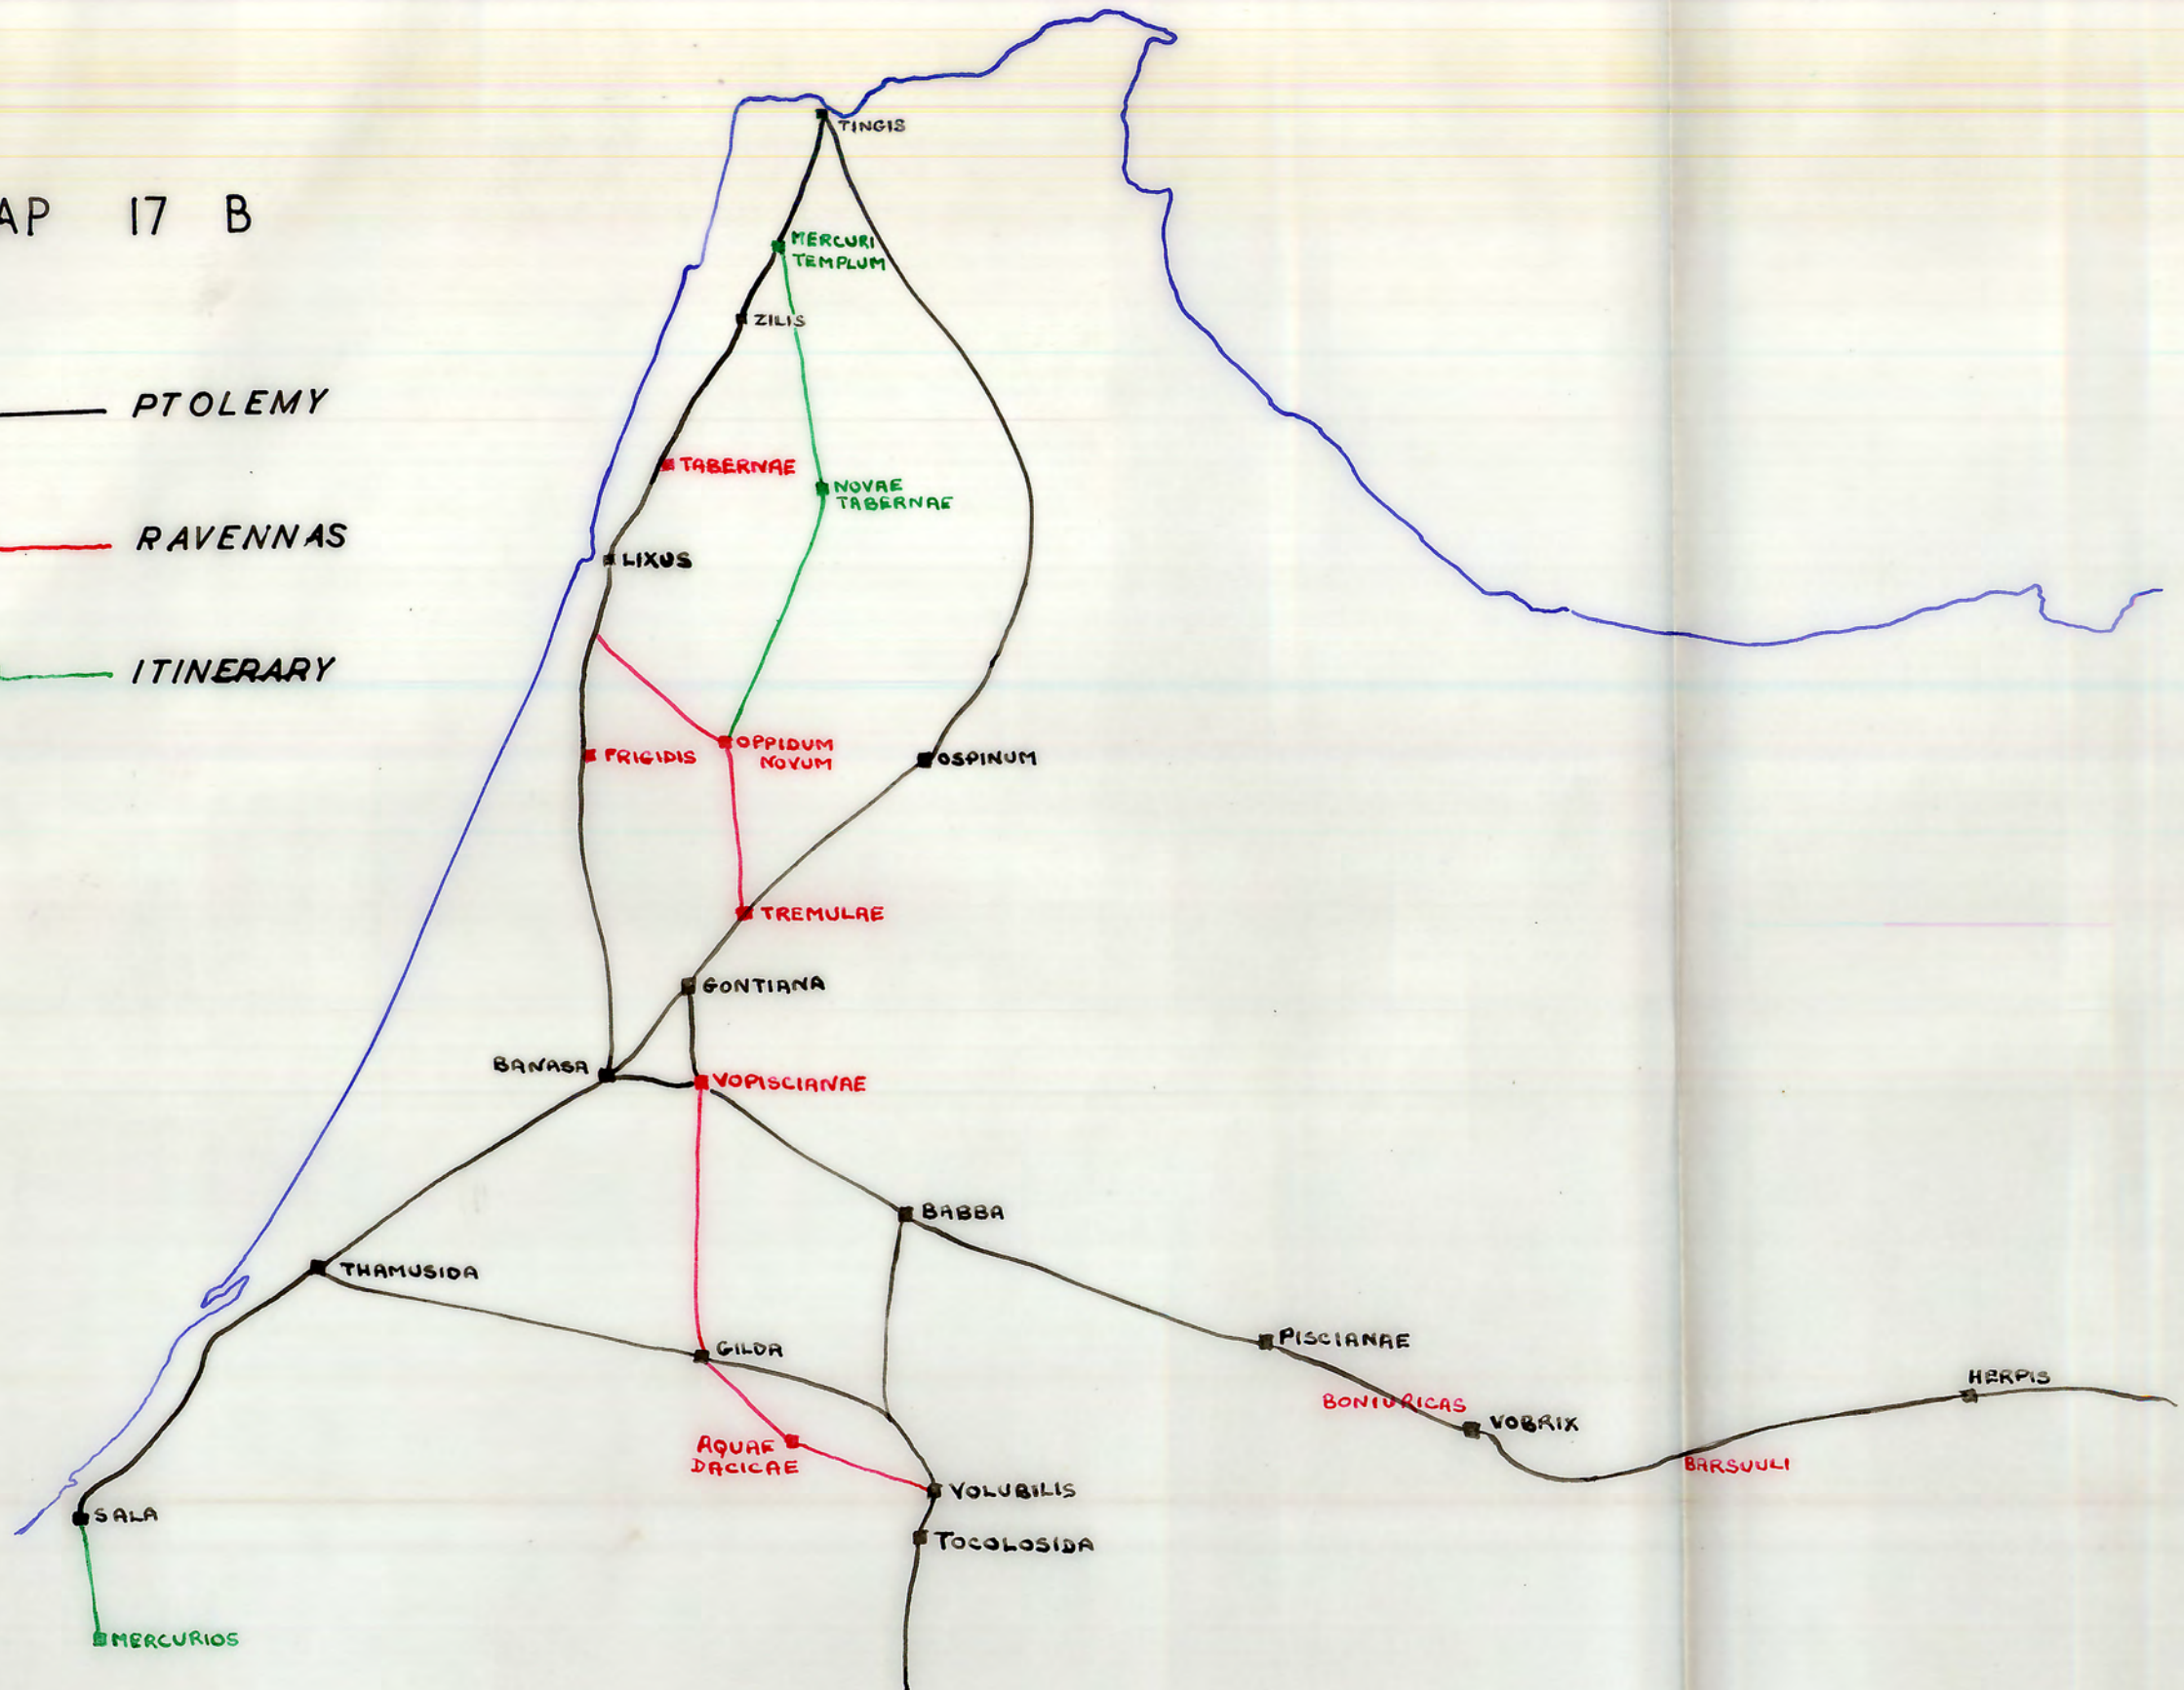 TINGIS
AP 17 B
MERCURI
TEMPLUM
ZILIS
PTOLEMY
TABERNAE
NOVAE
TABERNAE
RAVENNAS
LIXUS
ITINERARY
OPPIDUM
NOVUM
FRIGIDIS
OSPINUM
TREMULAE
GONTIANA
BANASA
VOPISCIANAE
BABBA
THAMUSIDA
PISCIANAE
GILDA
HERPIS
BONIURICAS
VOBRIX
AQUAE
DACICAE
BARSUULI
VOLUBILIS
SALA
TOCOLOSIDA
MERCURIOS